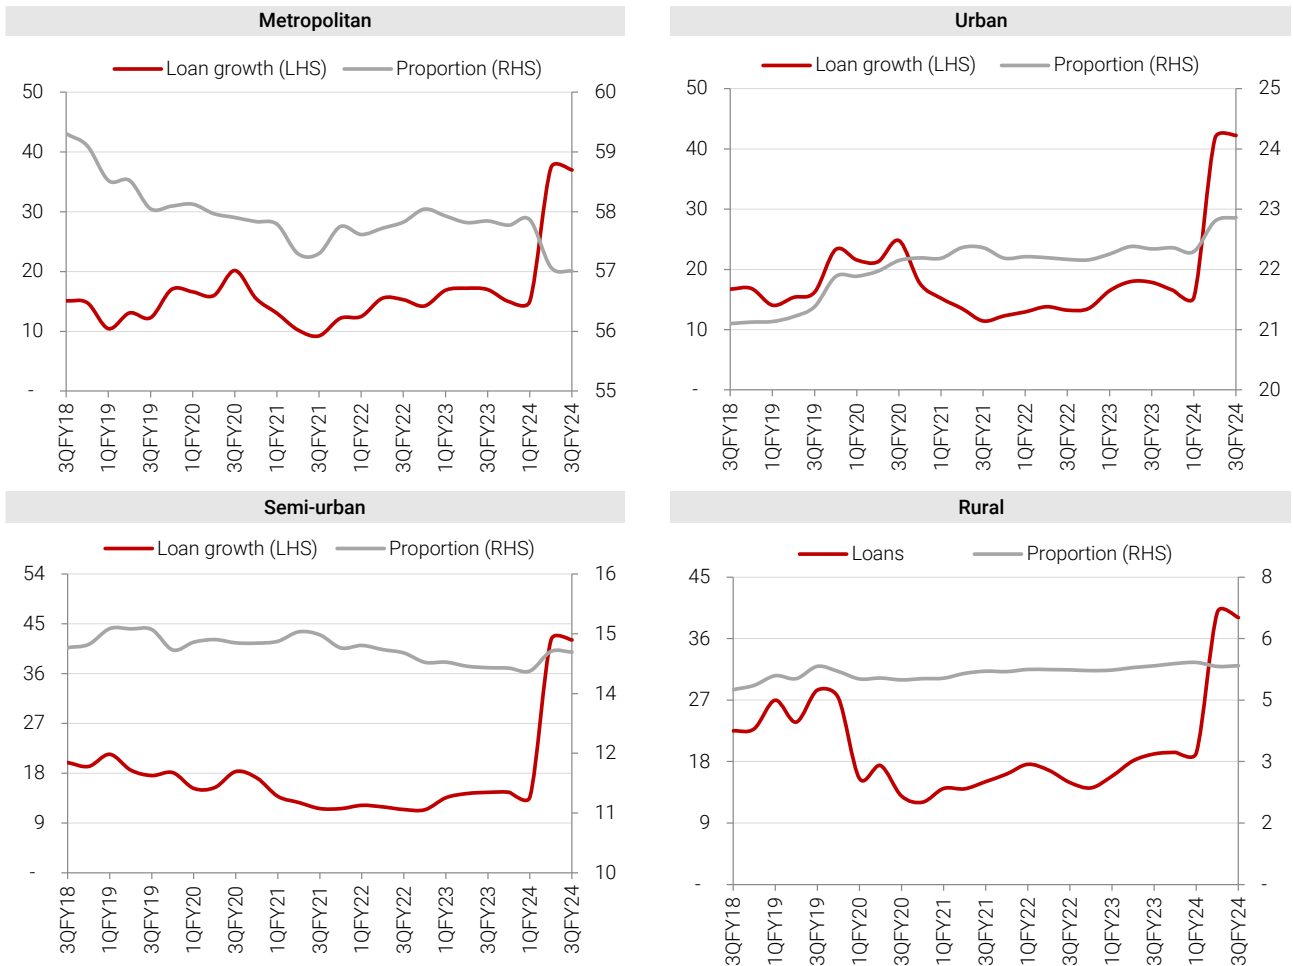 Metropolitan
Loan growth (LHS) Proportion (RHS)
50 60
40 59
30 58
20 57
10 56
- 55
3QFY18 1QFY19 3QFY19 1QFY20 3QFY20 1QFY21 3QFY21 1QFY22 3QFY22 1QFY23 3QFY23 1QFY24 3QFY24
Urban
Loan growth (LHS) Proportion (RHS)
50 25
40 24
30 23
20 22
10 21
- 20
3QFY18 1QFY19 3QFY19 1QFY20 3QFY20 1QFY21 3QFY21 1QFY22 3QFY22 1QFY23 3QFY23 1QFY24 3QFY24
Semi-urban
Loan growth (LHS) Proportion (RHS)
54 16
45 15
36 14
27 12
18 11
9 10
-
3QFY18 1QFY19 3QFY19 1QFY20 3QFY20 1QFY21 3QFY21 1QFY22 3QFY22 1QFY23 3QFY23 1QFY24 3QFY24
Rural
Loans Proportion (RHS)
45 8
36 6
27 5
18 3
9 2
- -
3QFY18 1QFY19 3QFY19 1QFY20 3QFY20 1QFY21 3QFY21 1QFY22 3QFY22 1QFY23 3QFY23 1QFY24 3QFY24